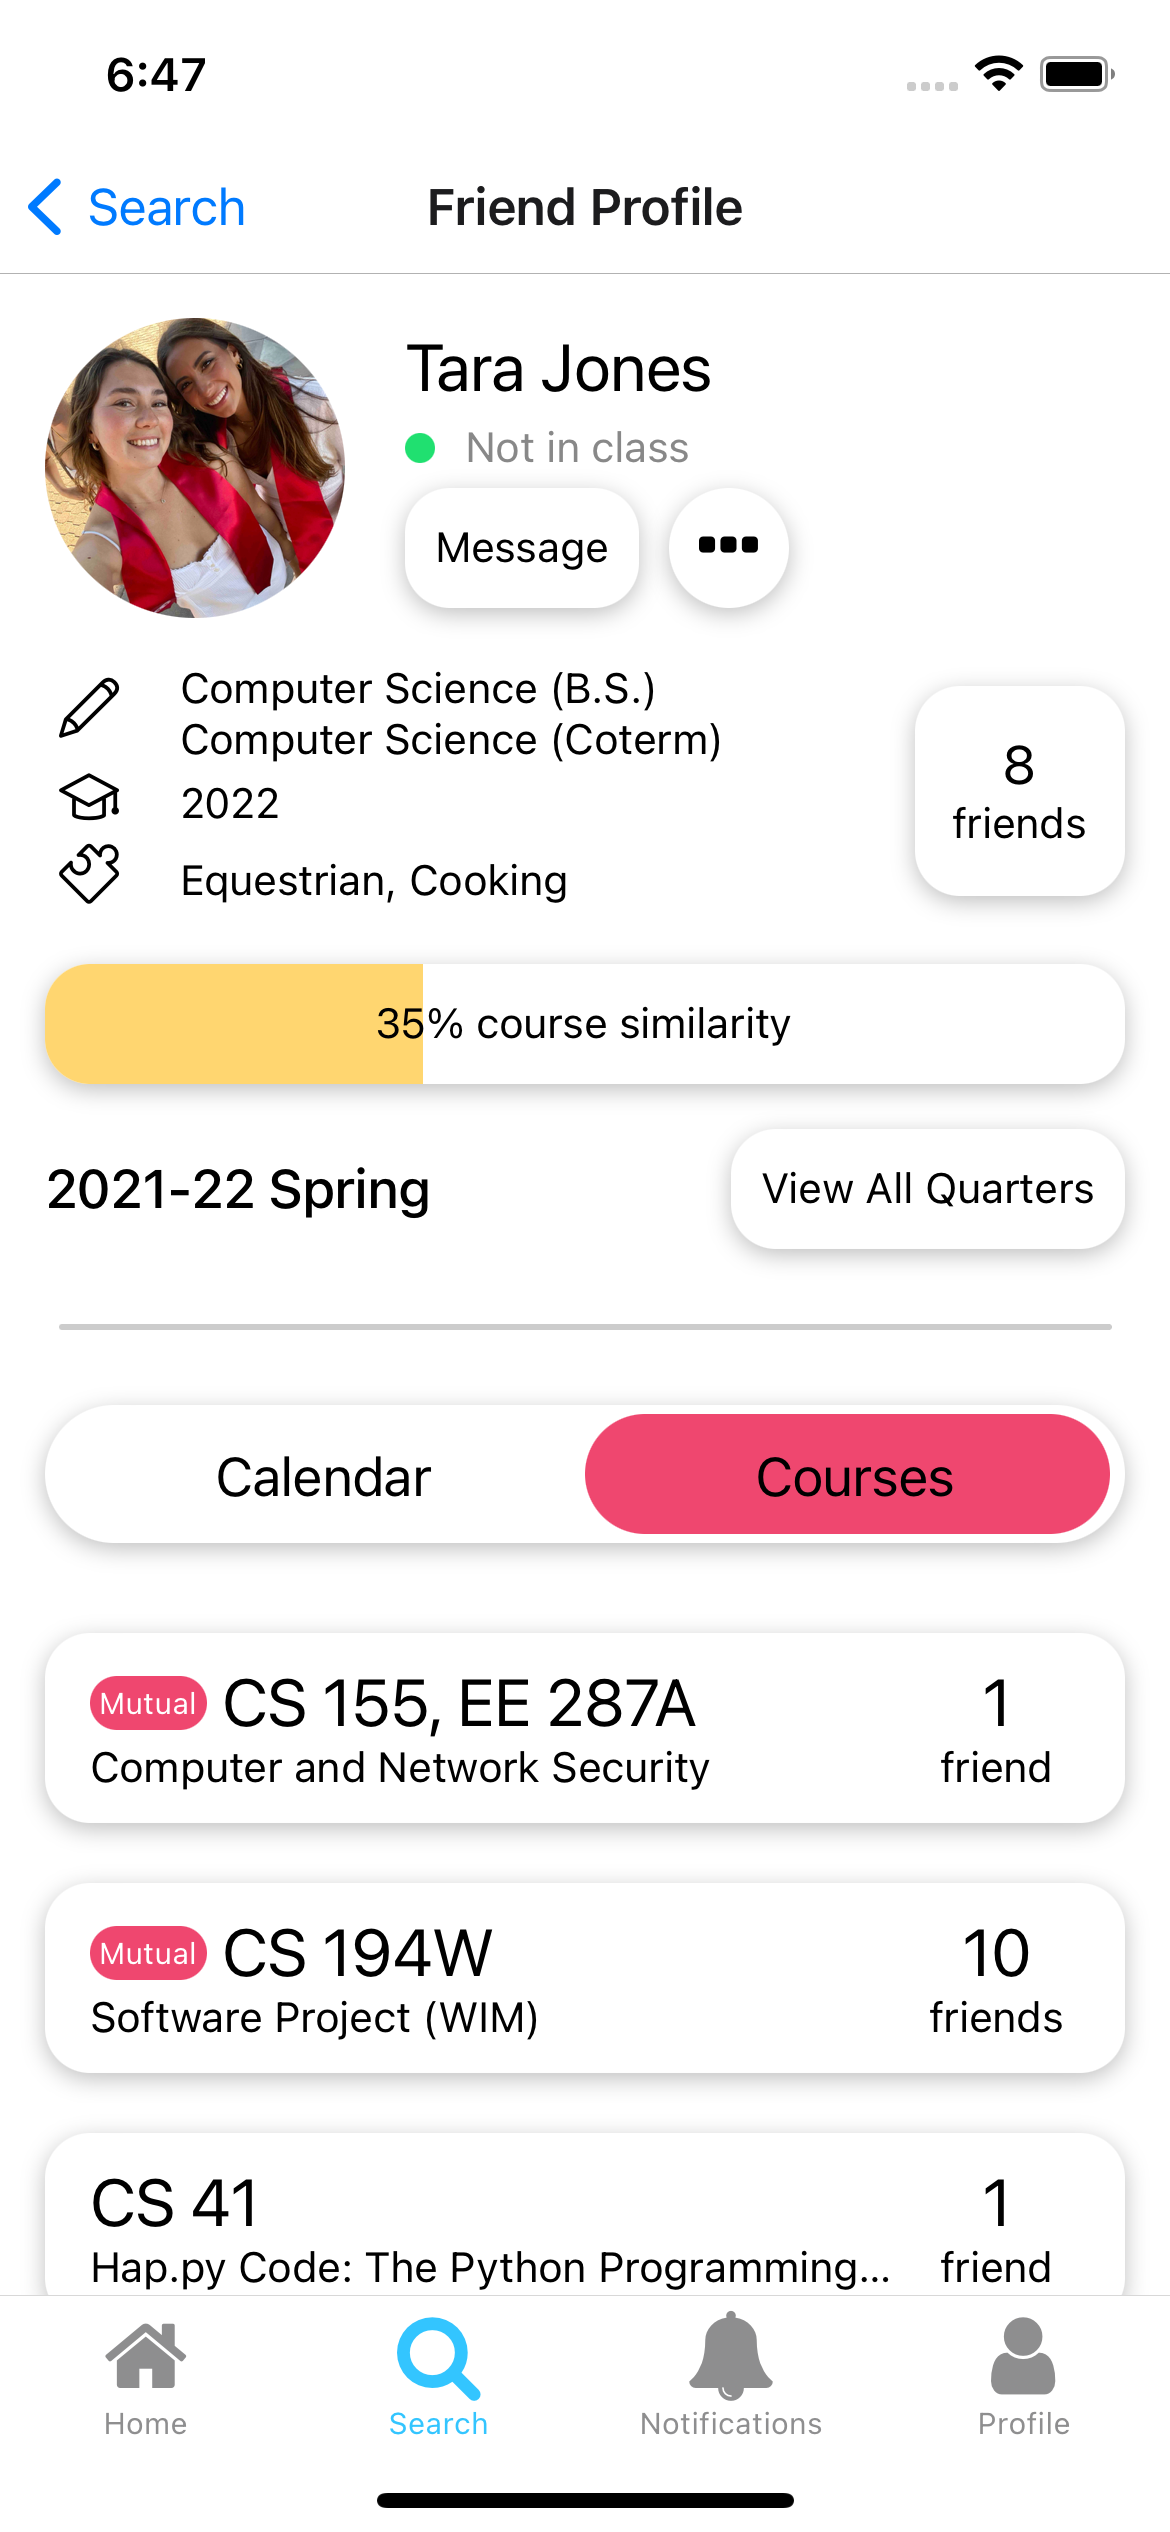 6:47
Search
Friend Profile
Tara Jones
Not in class
Message
Computer Science (B.S.)
Computer Science (Coterm)
2022
Equestrian, Cooking
8
friends
35% course similarity
2021-22 Spring
View All Quarters
Calendar
Courses
Mutual CS 155, EE 287A
Computer and Network Security
1
friend
Mutual CS 194W
Software Project (WIM)
10
friends
CS 41
Hap.py Code: The Python Programming...
1
friend
Home
Search
Notifications
Profile